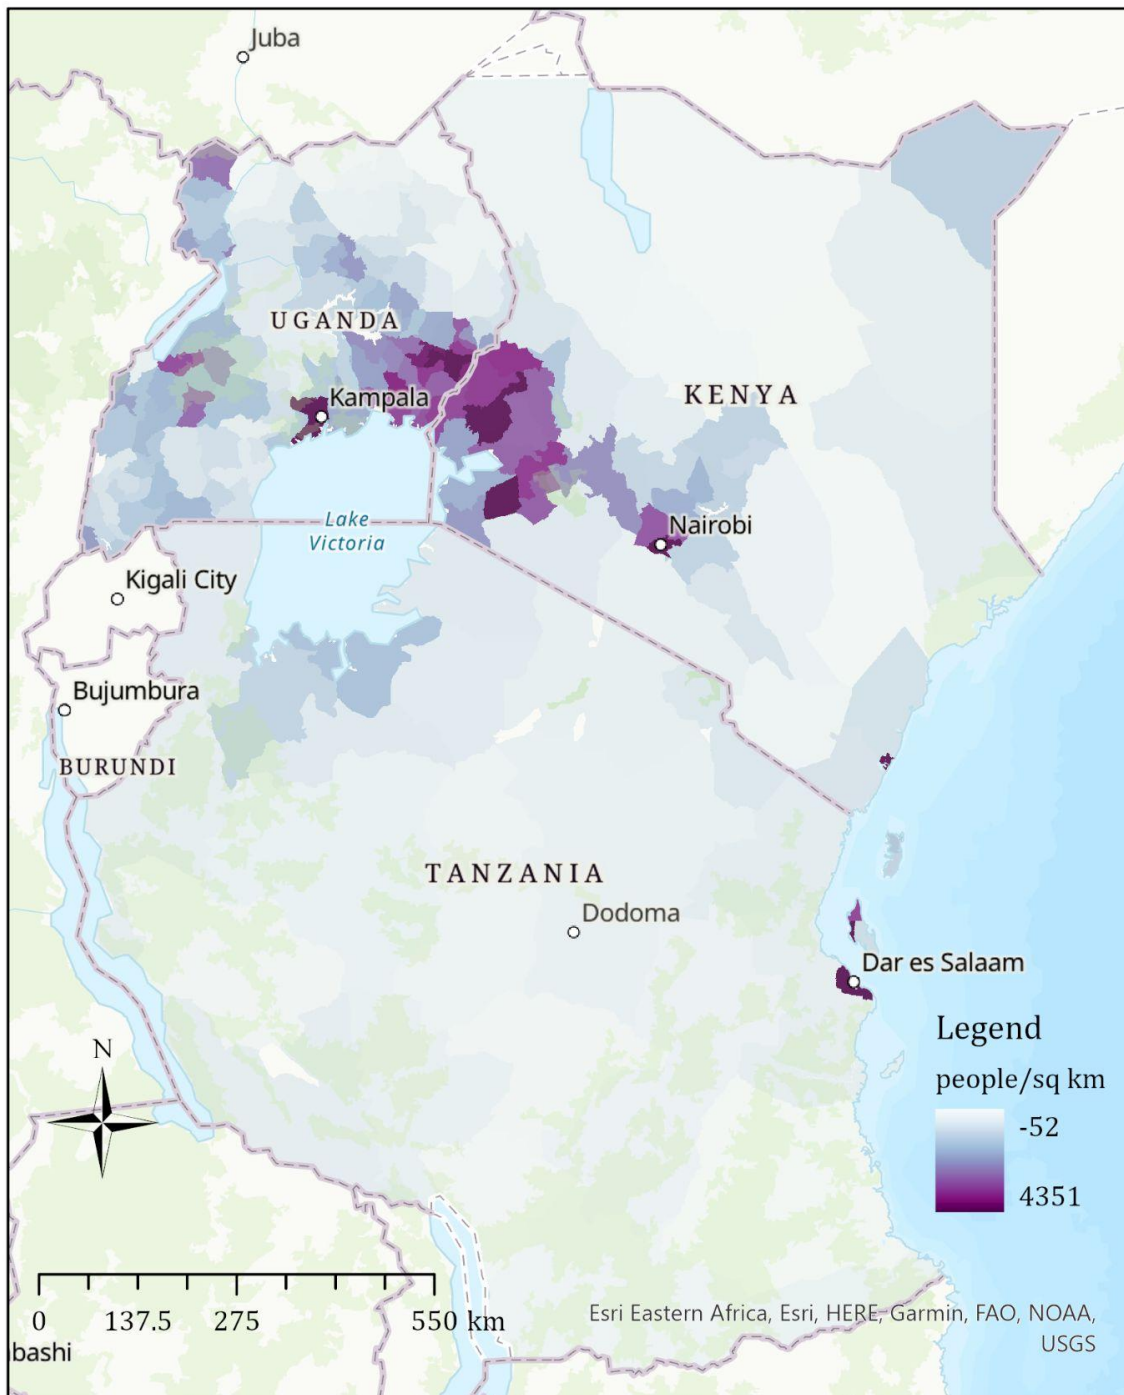 Juba
UGANDA
Kampala
KENYA
Lake
Victoria
Nairobi
Kigali City
Bujumbura
BURUNDI
TANZANIA
Dodoma
Dar es Salaam
Legend
people/sq km
-52
4351
N
0 137.5 275 550 km
Esri Eastern Africa, Esri, HERE, Garmin, FAO, NOAA,
USGS
bashi